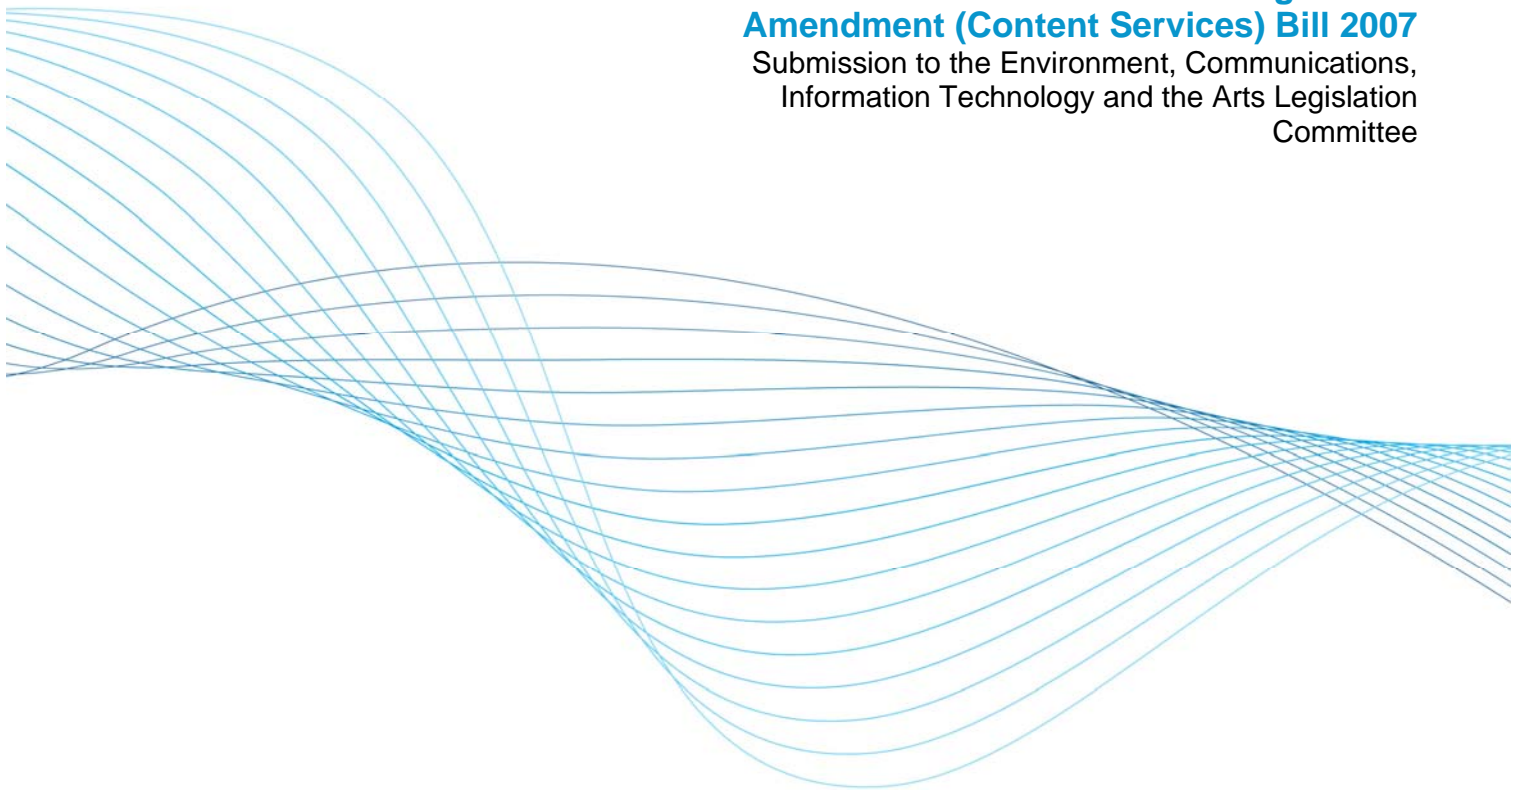 Amendment (Content Services) Bill 2007
Submission to the Environment, Communications,
Information Technology and the Arts Legislation
Committee